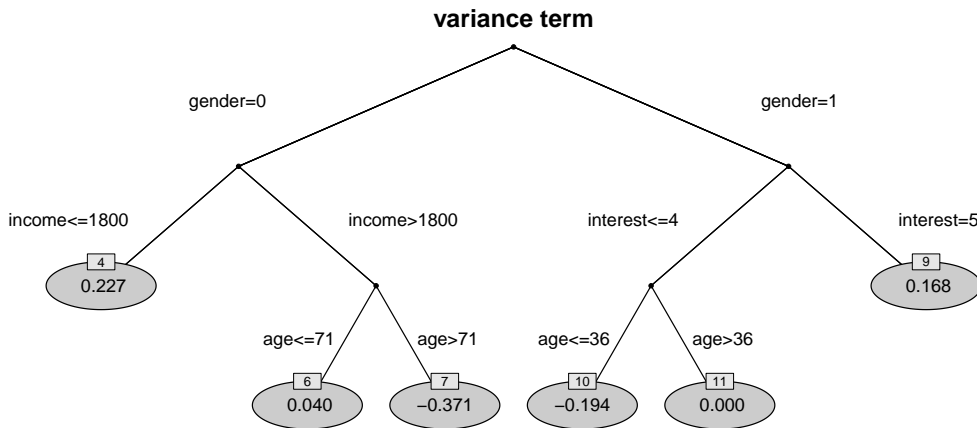 variance term
gender=0
gender=1
income<=1800
income>1800
interest<=4
interest=5
4
0.227
9
0.168
age<=71
age>71
age<=36
age>36
6
0.040
7
−0.371
10
−0.194
11
0.000